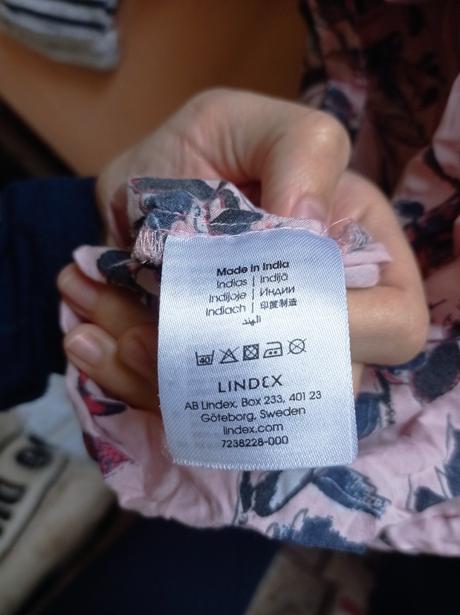 Made in India
Indias | Indijā
Indijoje | Индии
Indiach | 印度制造
الهند
40
LINDEX
AB Lindex, Box 233, 401 23
Göteborg, Sweden
lindex.com
7238228-000